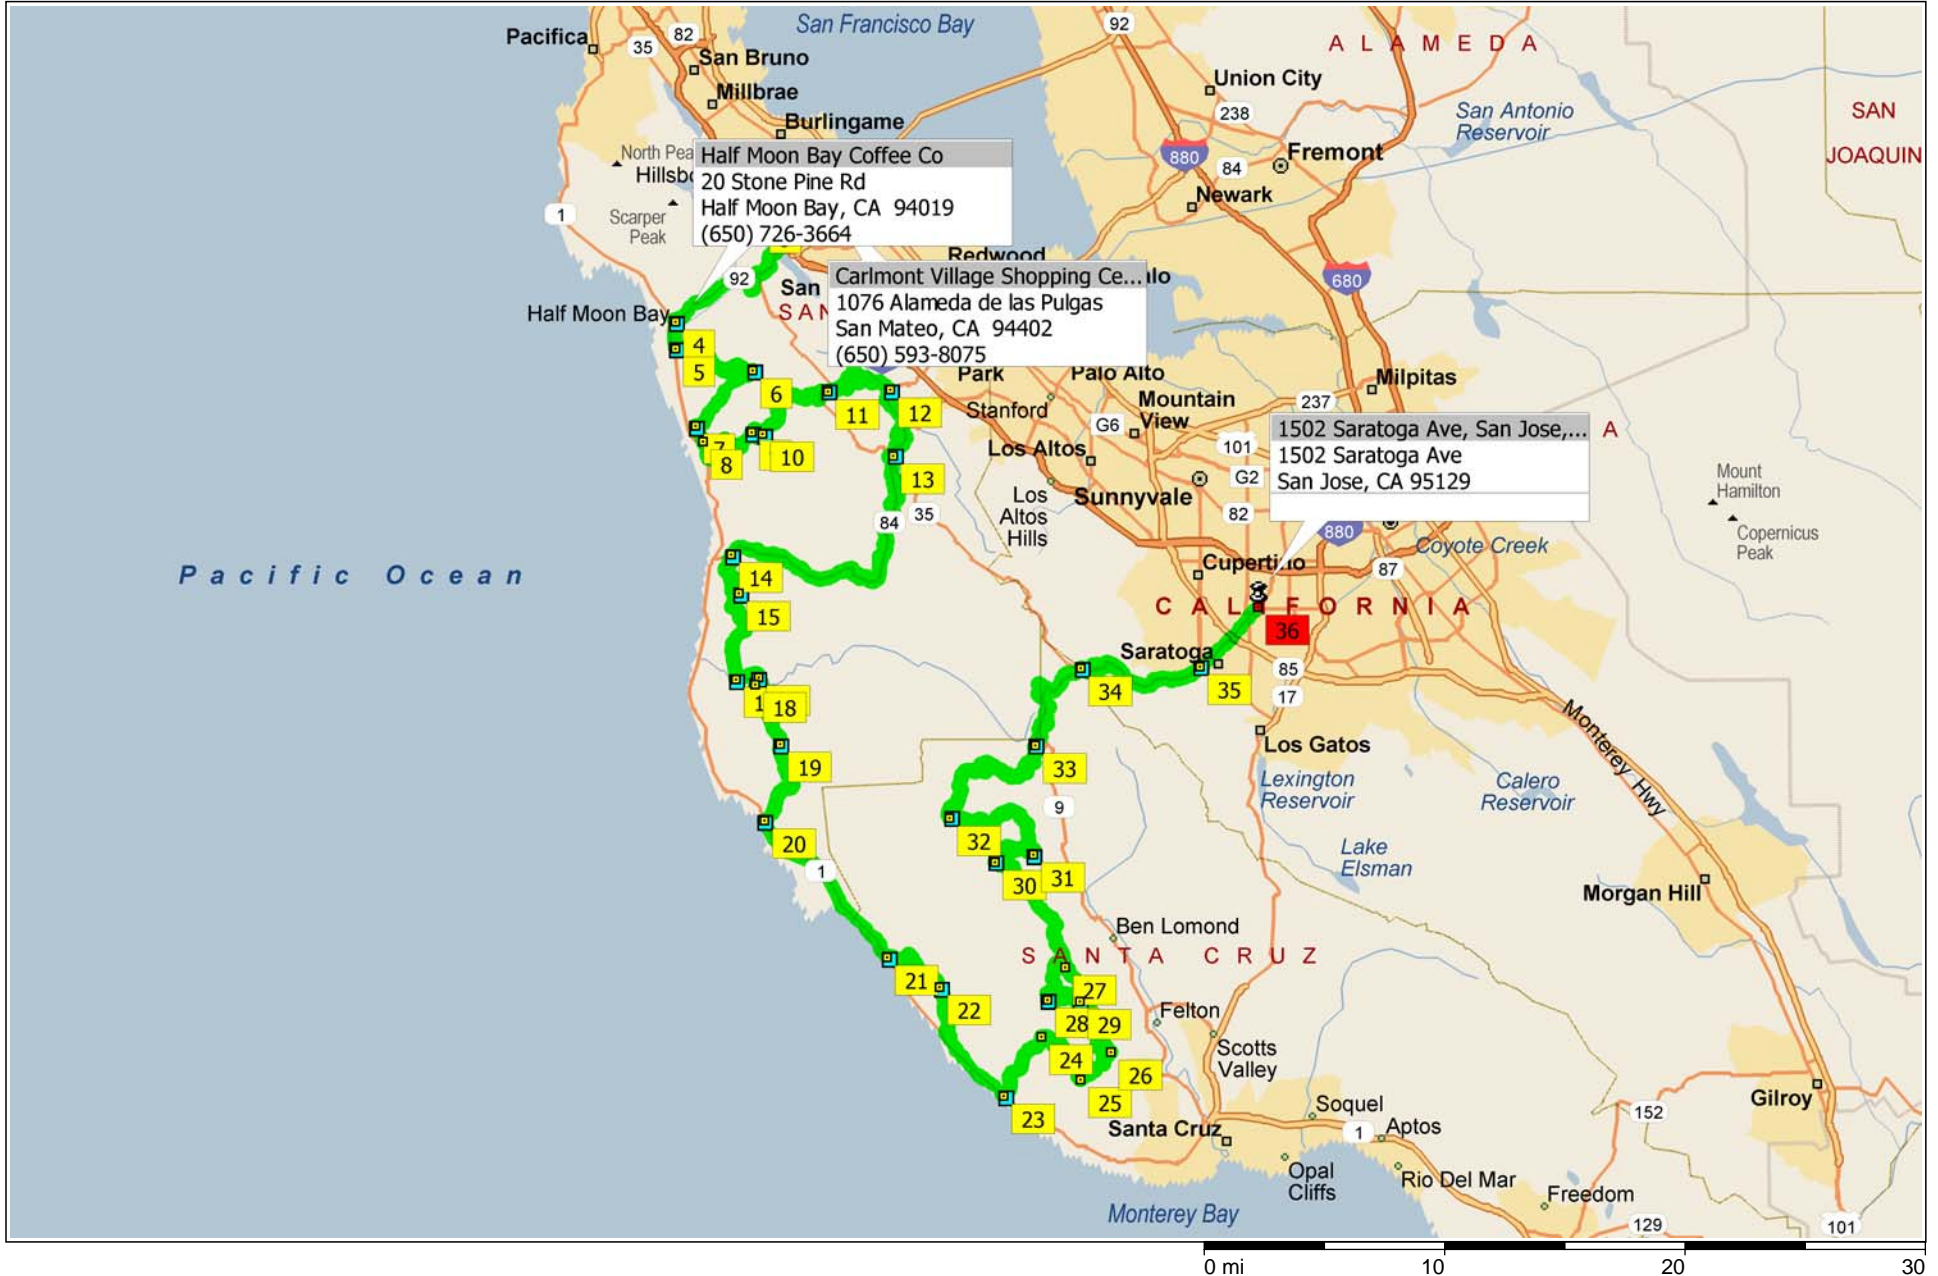 San Francisco Bay
92
Pacifica
35
82
A L A M E D A
San Bruno
Union City
Millbrae
San Antonio
Reservoir
SAN
JOAQUIN
238
Burlingame
880
84
Fremont
North Pea
Hillsbo
Half Moon Bay Coffee Co
20 Stone Pine Rd
Half Moon Bay, CA 94019
(650) 726-3664
Newark
1
Scarper
Peak
Redwood
680
92
San
SAN
Carlmont Village Shopping Ce...
1076 Alameda de las Pulgas
San Mateo, CA 94402
(650) 593-8075
lo
Half Moon Bay
4
5
6
Park
Palo Alto
Milpitas
11
12
Stanford
Mountain
View
237
G6
7
8
10
Los Altos
101
1502 Saratoga Ave, San Jose,...
1502 Saratoga Ave
San Jose, CA 95129
A
13
G2
Mount
Hamilton
Los
Altos
Hills
Sunnyvale
84
35
82
880
Copernicus
Peak
Coyote Creek
Pacific Ocean
14
Cupertino
87
15
C A L I F O R N I A
36
Saratoga
85
34
35
17
1
18
Los Gatos
Monterey Hwy
19
33
Lexington
Reservoir
Calero
Reservoir
9
20
32
Lake
Elsman
1
30
31
Morgan Hill
Ben Lomond
S A N T A C R U Z
21
27
22
28
29
Felton
24
26
Scotts
Valley
25
23
Gilroy
Soquel
152
Santa Cruz
1
Aptos
Opal
Cliffs
Rio Del Mar
Freedom
Monterey Bay
129
101
0 mi
10
20
30